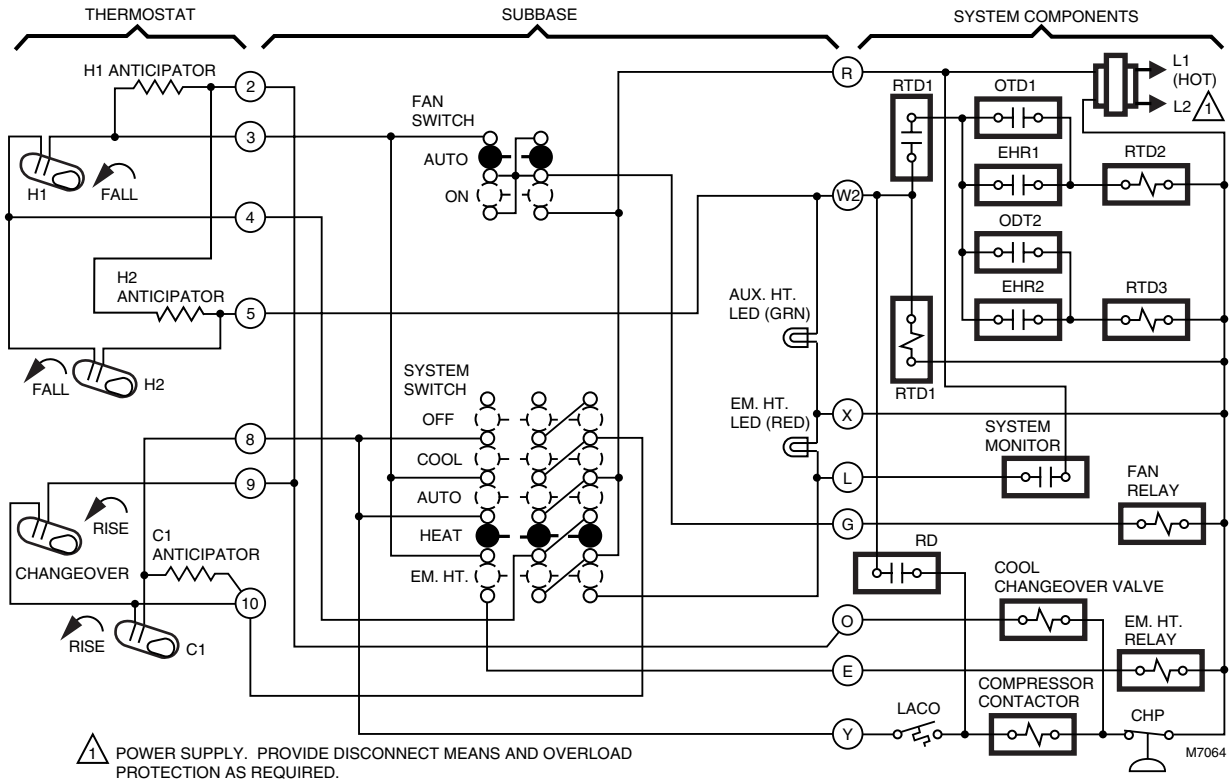 THERMOSTAT
SUBBASE
SYSTEM COMPONENTS
H1 ANTICIPATOR
2
3
H1
FALL
4
H2
ANTICIPATOR
5
FALL
H2
8
9
RISE
CHANGEOVER
C1
ANTICIPATOR
10
RISE
C1
FAN
SWITCH
AUTO
ON
SYSTEM
SWITCH
OFF
COOL
AUTO
HEAT
EM. HT.
AUX. HT.
LED (GRN)
EM. HT.
LED (RED)
R
W2
X
L
G
O
E
Y
L1
(HOT)
L2
1
RTD1
OTD1
EHR1
RTD2
ODT2
EHR2
RTD3
RTD1
SYSTEM
MONITOR
FAN
RELAY
RD
COOL
CHANGEOVER VALVE
EM. HT.
RELAY
COMPRESSOR
CONTACTOR
LACO
CHP
1
POWER SUPPLY. PROVIDE DISCONNECT MEANS AND OVERLOAD
PROTECTION AS REQUIRED.
M7064